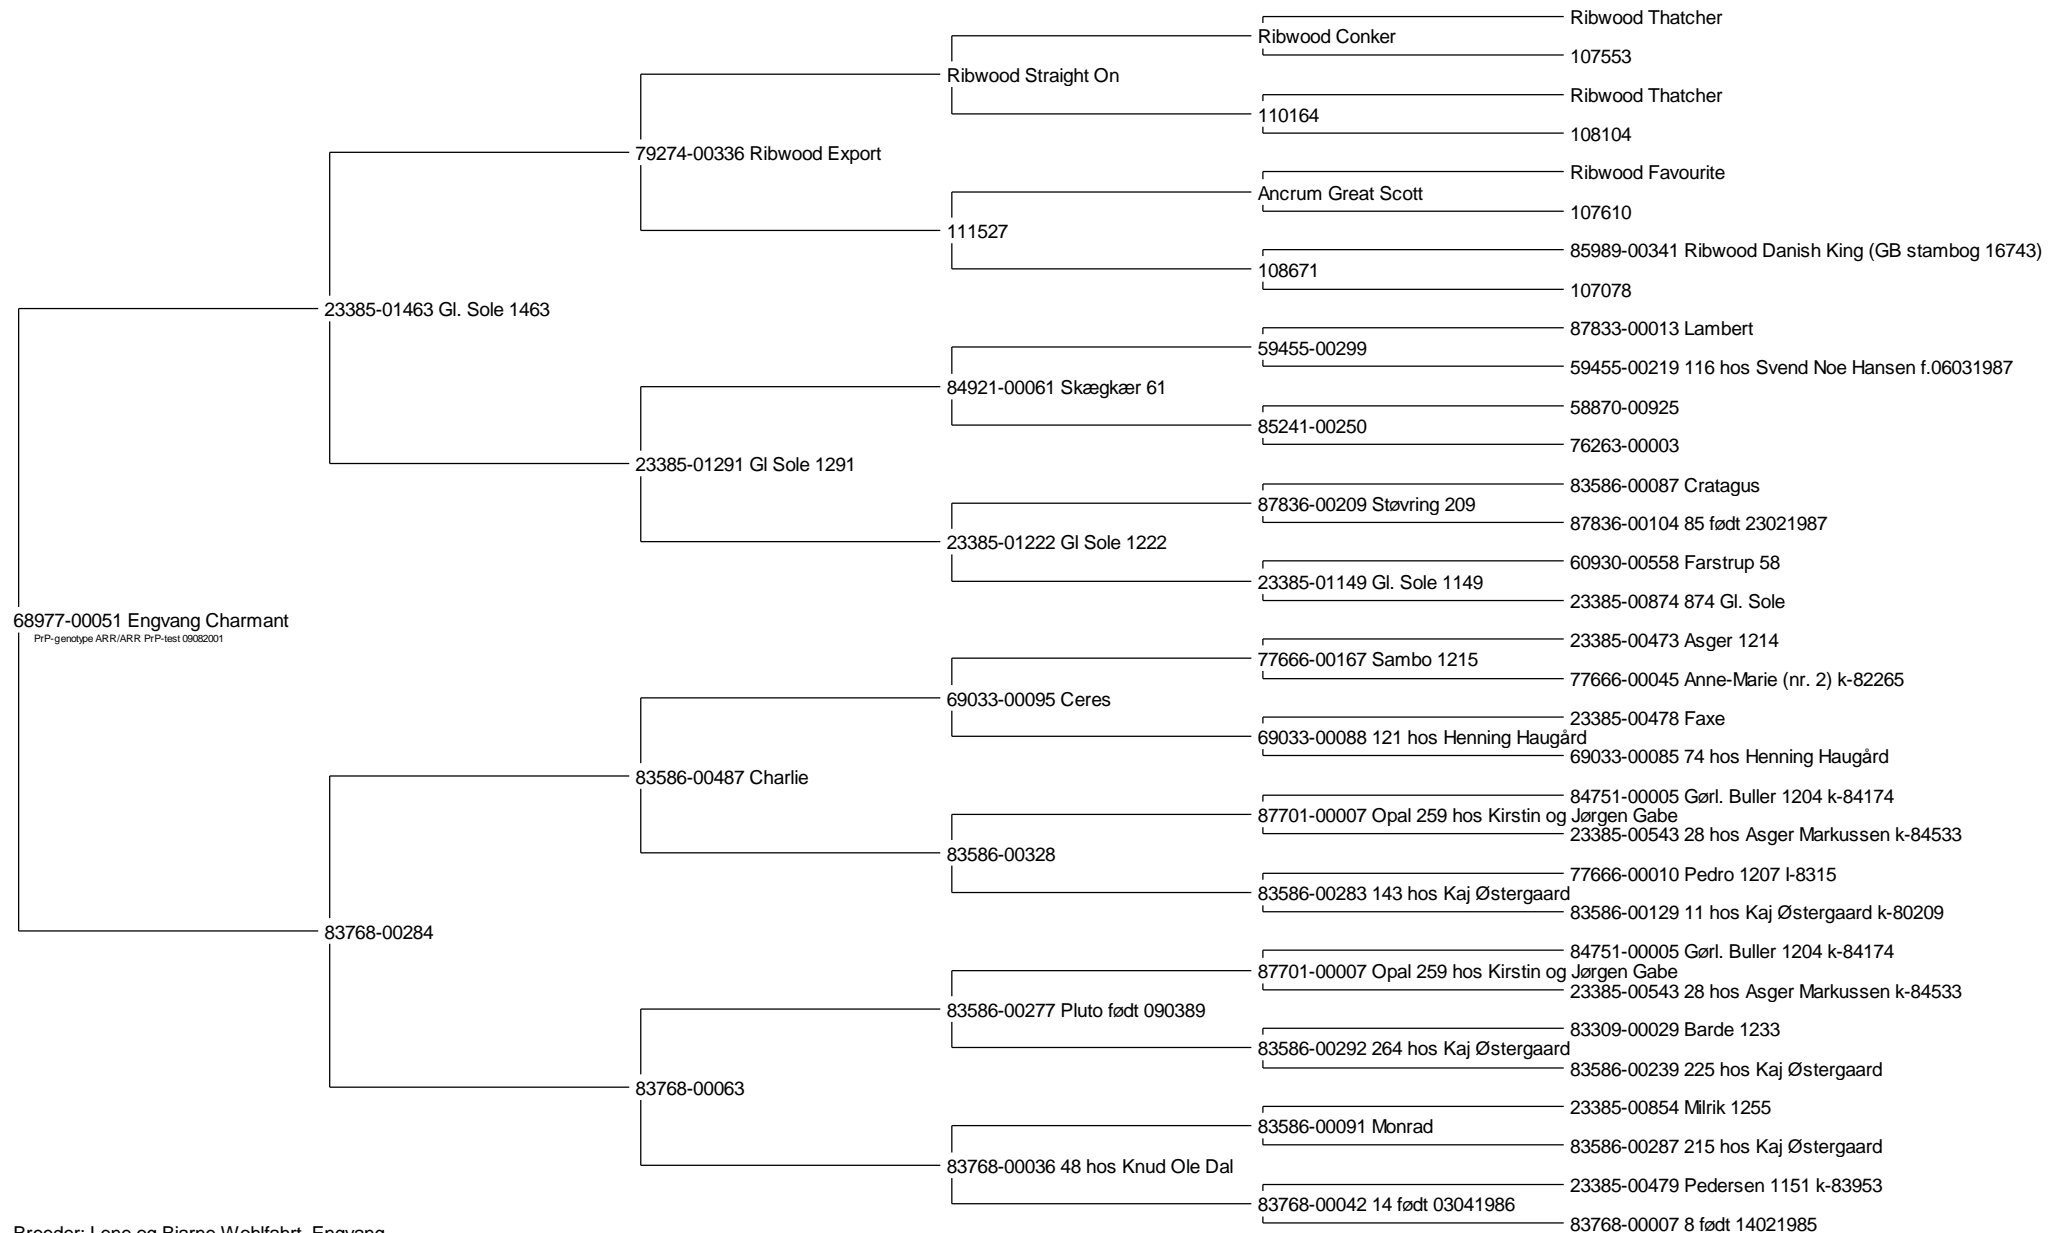 Ribwood Thatcher
Ribwood Conker
107553
Ribwood Straight On
Ribwood Thatcher
110164
108104
79274-00336 Ribwood Export
Ribwood Favourite
Ancrum Great Scott
107610
111527
85989-00341 Ribwood Danish King (GB stambog 16743)
108671
107078
23385-01463 Gl. Sole 1463
87833-00013 Lambert
59455-00299
59455-00219 116 hos Svend Noe Hansen f.06031987
84921-00061 Skægkær 61
58870-00925
85241-00250
76263-00003
23385-01291 Gl Sole 1291
83586-00087 Cratagus
87836-00209 Støvring 209
87836-00104 85 født 23021987
23385-01222 Gl Sole 1222
60930-00558 Farstrup 58
23385-01149 Gl. Sole 1149
23385-00874 874 Gl. Sole
68977-00051 Engvang Charmant
PrP-genotype ARR/ARR PrP-test 09082001
23385-00473 Asger 1214
77666-00167 Sambo 1215
77666-00045 Anne-Marie (nr. 2) k-82265
69033-00095 Ceres
23385-00478 Faxe
69033-00088 121 hos Henning Haugård
69033-00085 74 hos Henning Haugård
83586-00487 Charlie
84751-00005 Gørl. Buller 1204 k-84174
87701-00007 Opal 259 hos Kirstin og Jørgen Gabe
23385-00543 28 hos Asger Markussen k-84533
83586-00328
77666-00010 Pedro 1207 l-8315
83586-00283 143 hos Kaj Østergaard
83586-00129 11 hos Kaj Østergaard k-80209
83768-00284
84751-00005 Gørl. Buller 1204 k-84174
87701-00007 Opal 259 hos Kirstin og Jørgen Gabe
23385-00543 28 hos Asger Markussen k-84533
83586-00277 Pluto født 090389
83309-00029 Barde 1233
83586-00292 264 hos Kaj Østergaard
83586-00239 225 hos Kaj Østergaard
83768-00063
23385-00854 Milrik 1255
83586-00091 Monrad
83586-00287 215 hos Kaj Østergaard
83768-00036 48 hos Knud Ole Dal
23385-00479 Pedersen 1151 k-83953
83768-00042 14 født 03041986
83768-00007 8 født 14021985
Breeder: Lene og Bjarne Wohlfahrt, Engvang